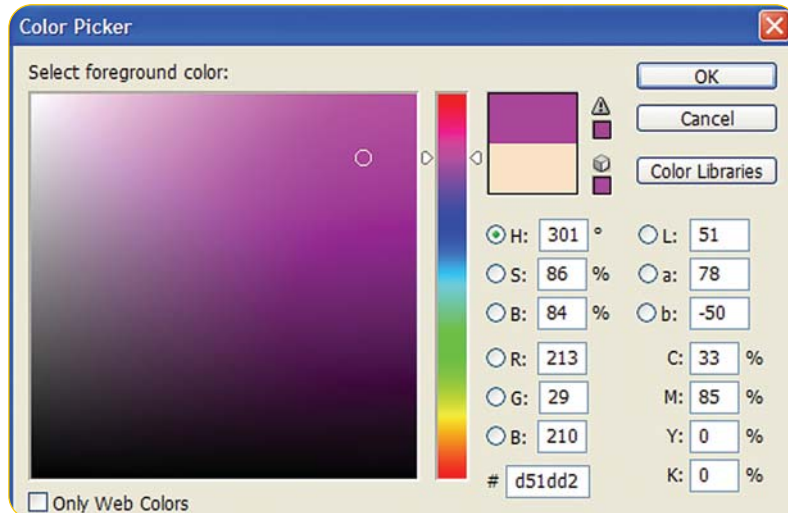 Color Picker
Select foreground color:
OK
Cancel
Color Libraries
H: 301 °
S: 86 %
B: 84 %
R: 213
G: 29
B: 210
# d51dd2
L: 51
a: 78
b: -50
C: 33 %
M: 85 %
Y: 0 %
K: 0 %
Only Web Colors